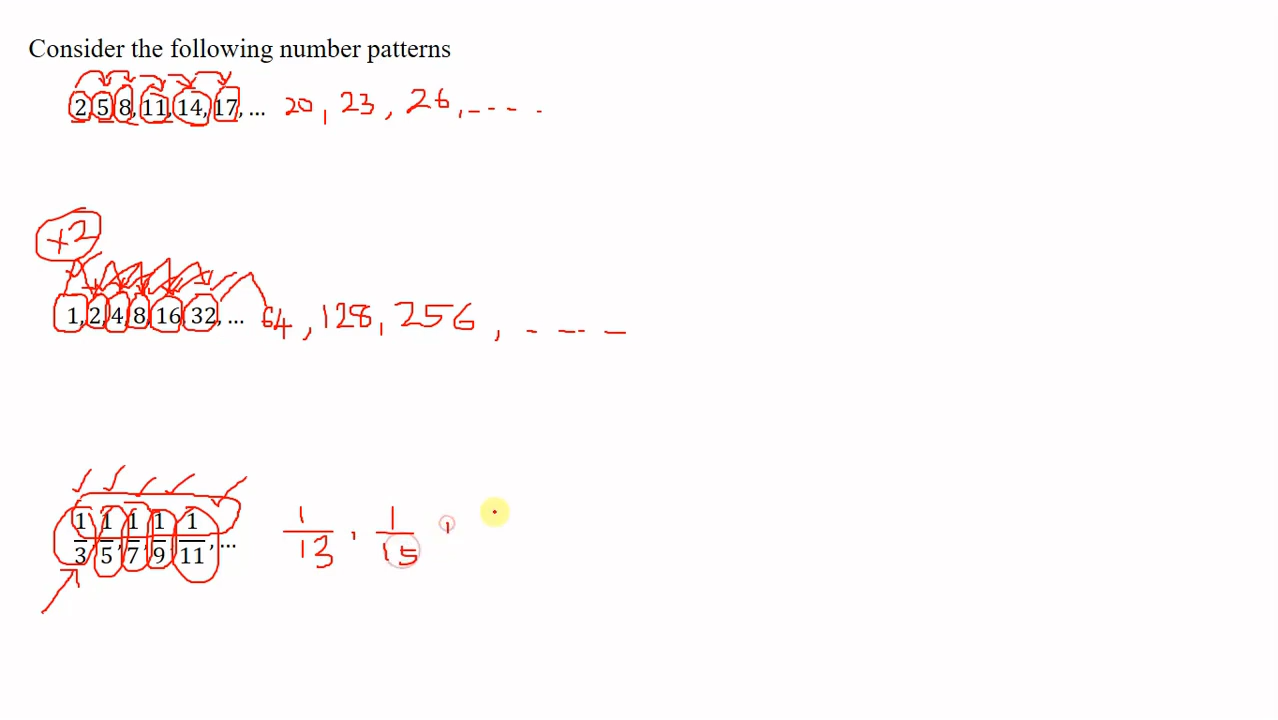 Consider the following number patterns
2, 5, 8, 11, 14, 17, ... 20, 23, 26, ....
×2
1, 2, 4, 8, 16, 32, ... 64, 128, 256, ....
1/3, 1/5, 1/7, 1/9, 1/11, ... 1/13, 1/15,